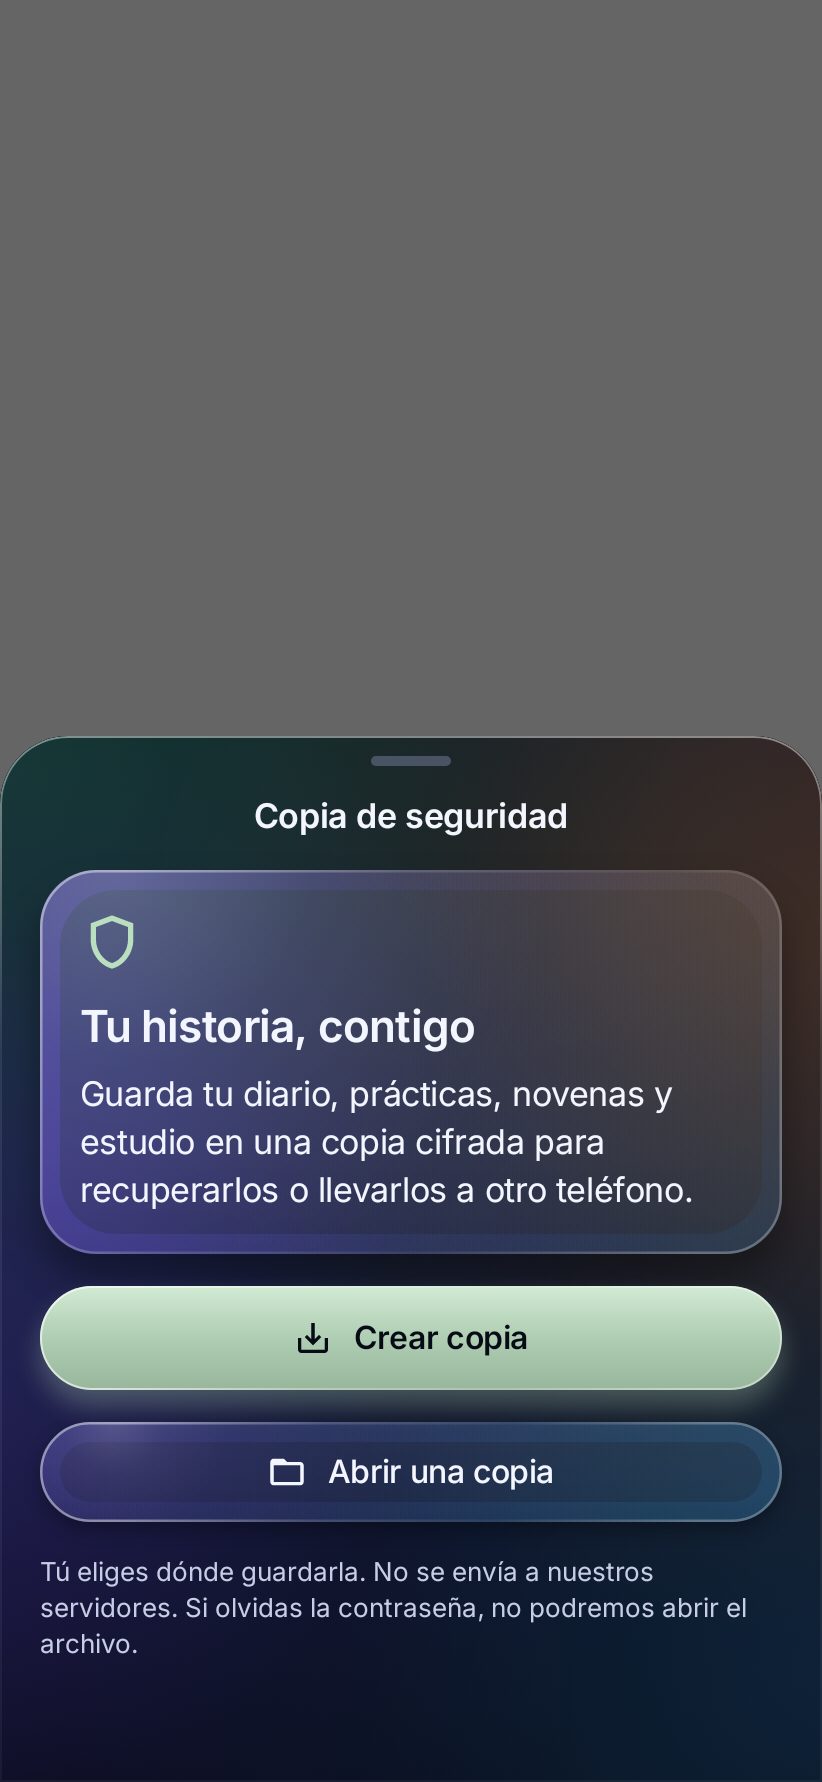 Copia de seguridad
Tu historia, contigo
Guarda tu diario, prácticas, novenas y
estudio en una copia cifrada para
recuperarlos o llevarlos a otro teléfono.
Crear copia
Abrir una copia
Tú eliges dónde guardarla. No se envía a nuestros
servidores. Si olvidas la contraseña, no podremos abrir el
archivo.